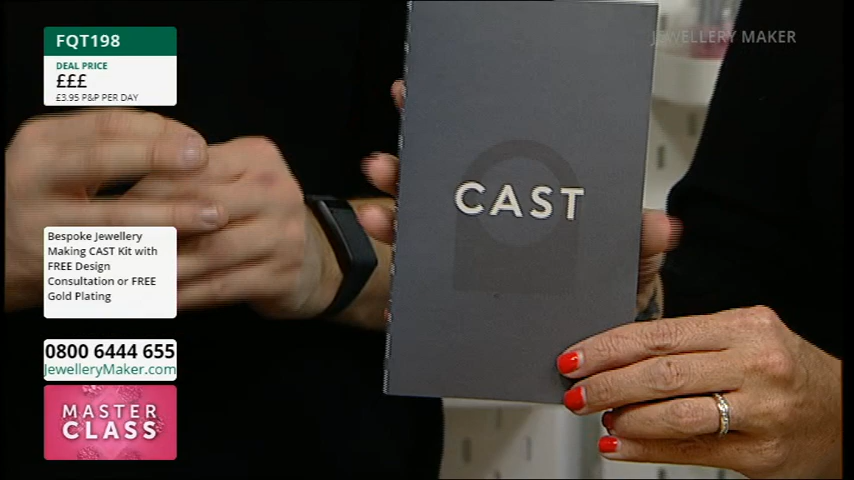 FQT198
DEAL PRICE
£££
£3.95 P&P PER DAY
JEWELLERY MAKER
CAST
Bespoke Jewellery
Making CAST Kit with
FREE Design
Consultation or FREE
Gold Plating
0800 6444 655
JewelleryMaker.com
MASTER
CLASS